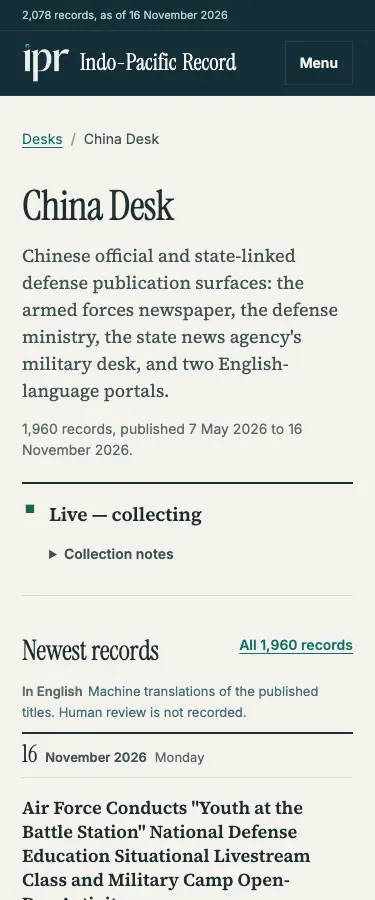 2,078 records, as of 16 November 2026
ipr Indo-Pacific Record
Menu
Desks / China Desk
China Desk
Chinese official and state-linked
defense publication surfaces: the
armed forces newspaper, the defense
ministry, the state news agency's
military desk, and two English-
language portals.
1,960 records, published 7 May 2026 to 16
November 2026.
Live — collecting
Collection notes
Newest records
All 1,960 records
In English Machine translations of the published
titles. Human review is not recorded.
16 November 2026 Monday
Air Force Conducts "Youth at the
Battle Station" National Defense
Education Situational Livestream
Class and Military Camp Open-